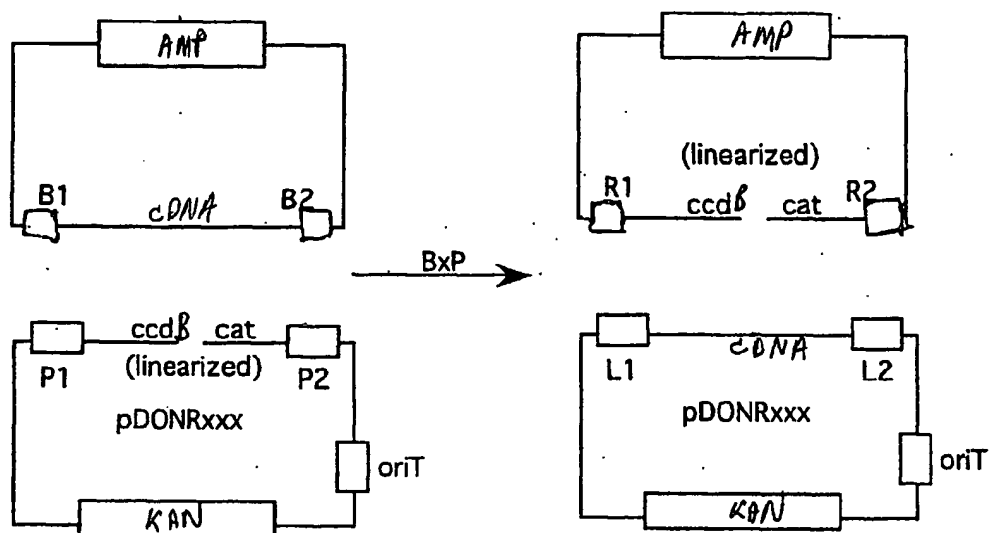 AMP
AMP
(linearized)
B1 cDNA B2
R1 ccdB cat R2
BxP
ccdB cat
P1 (linearized) P2
cDNA
L1 L2
pDONRxxx
pDONRxxx
oriT
oriT
KAN
KAN